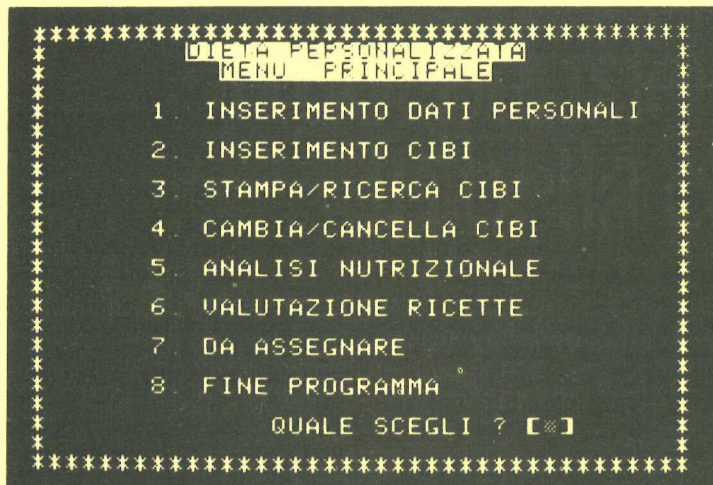 DIETA PERSONALIZZATA
MENU PRINCIPALE
1. INSERIMENTO DATI PERSONALI
2. INSERIMENTO CIBI
3. STAMPA/RICERCA CIBI
4. CAMBIA/CANCELLA CIBI
5. ANALISI NUTRIZIONALE
6. VALUTAZIONE RICETTE
7. DA ASSEGNARE
8. FINE PROGRAMMA
QUALE SCEGLI ? [※]